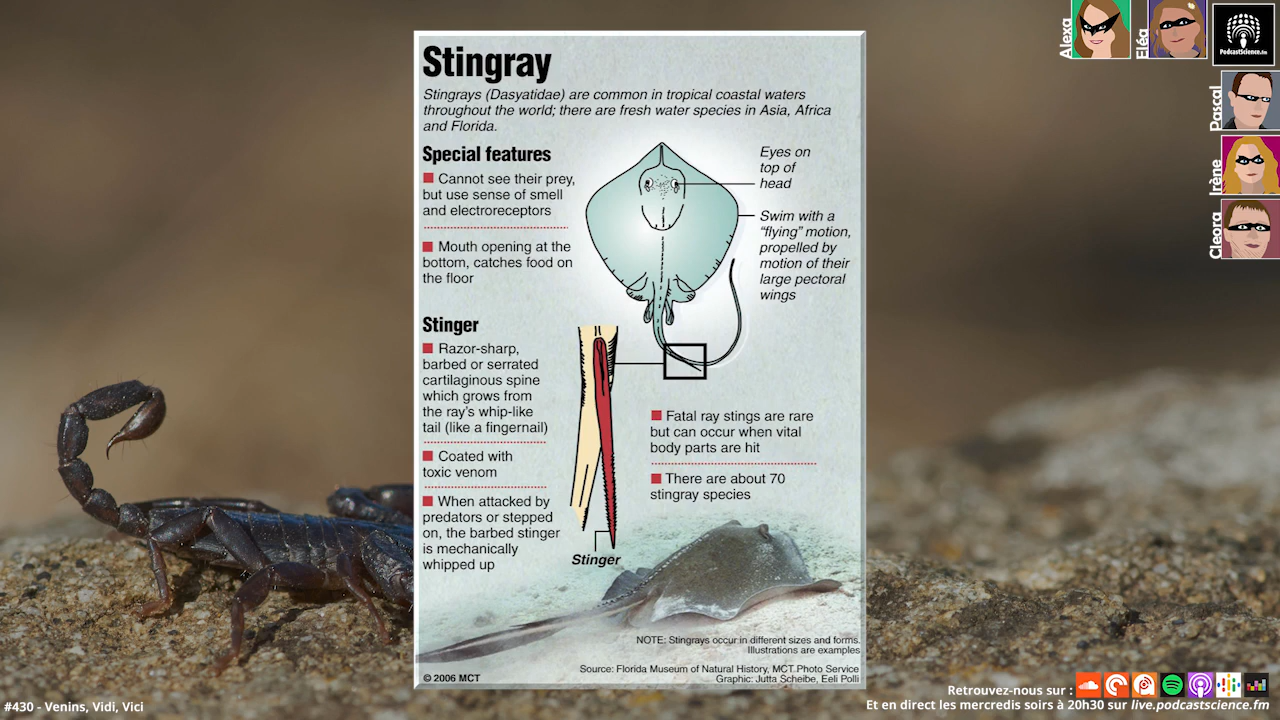 Stingray
Stingrays (Dasyatidae) are common in tropical coastal waters
throughout the world; there are fresh water species in Asia, Africa
and Florida.
Special features
Cannot see their prey,
but use sense of smell
and electroreceptors
Mouth opening at the
bottom, catches food on
the floor
Eyes on
top of
head
Swim with a
“flying” motion,
propelled by
motion of their
large pectoral
wings
Stinger
Razor-sharp,
barbed or serrated
cartilaginous spine
which grows from
the ray's whip-like
tail (like a fingernail)
Coated with
toxic venom
When attacked by
predators or stepped
on, the barbed stinger
is mechanically
whipped up
Stinger
Fatal ray stings are rare
but can occur when vital
body parts are hit
There are about 70
stingray species
NOTE: Stingrays occur in different sizes and forms.
Illustrations are examples
Source: Florida Museum of Natural History, MCT Photo Service
© 2006 MCT
Graphic: Jutta Scheibe, Eeli Polli
Alexa
Eléa
PodcastScience.fm
Pascal
Irène
Cleora
#430 - Venins, Vidi, Vici
Retrouvez-nous sur :
Et en direct les mercredis soirs à 20h30 sur live.podcastscience.fm